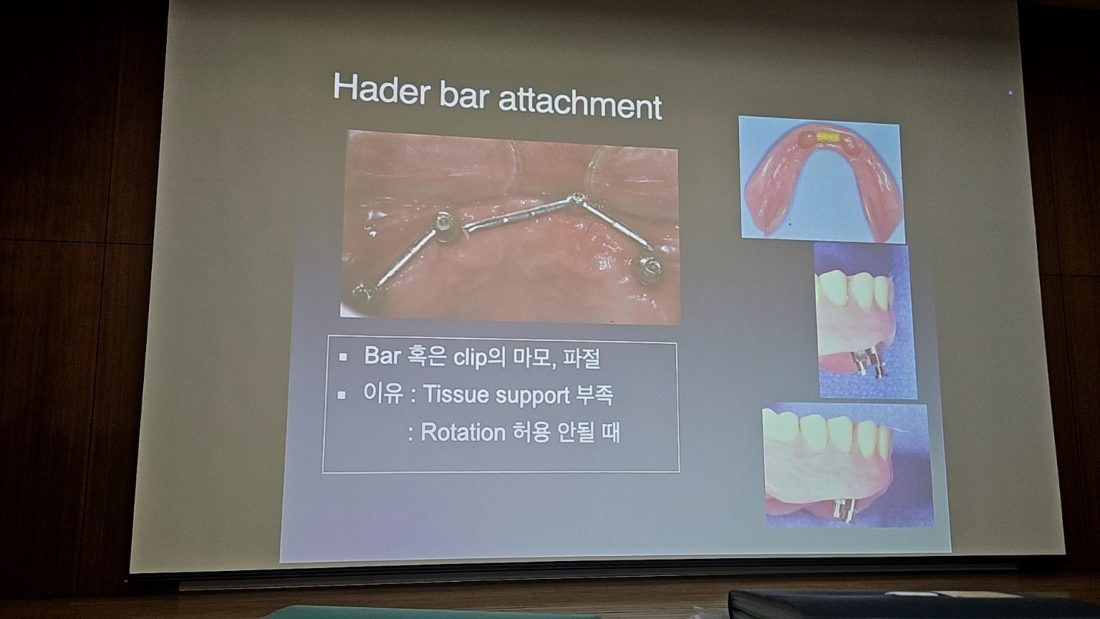 Hader bar attachment
▪ Bar 혹은 clip의 마모, 파절
▪ 이유 : Tissue support 부족
: Rotation 허용 안될 때